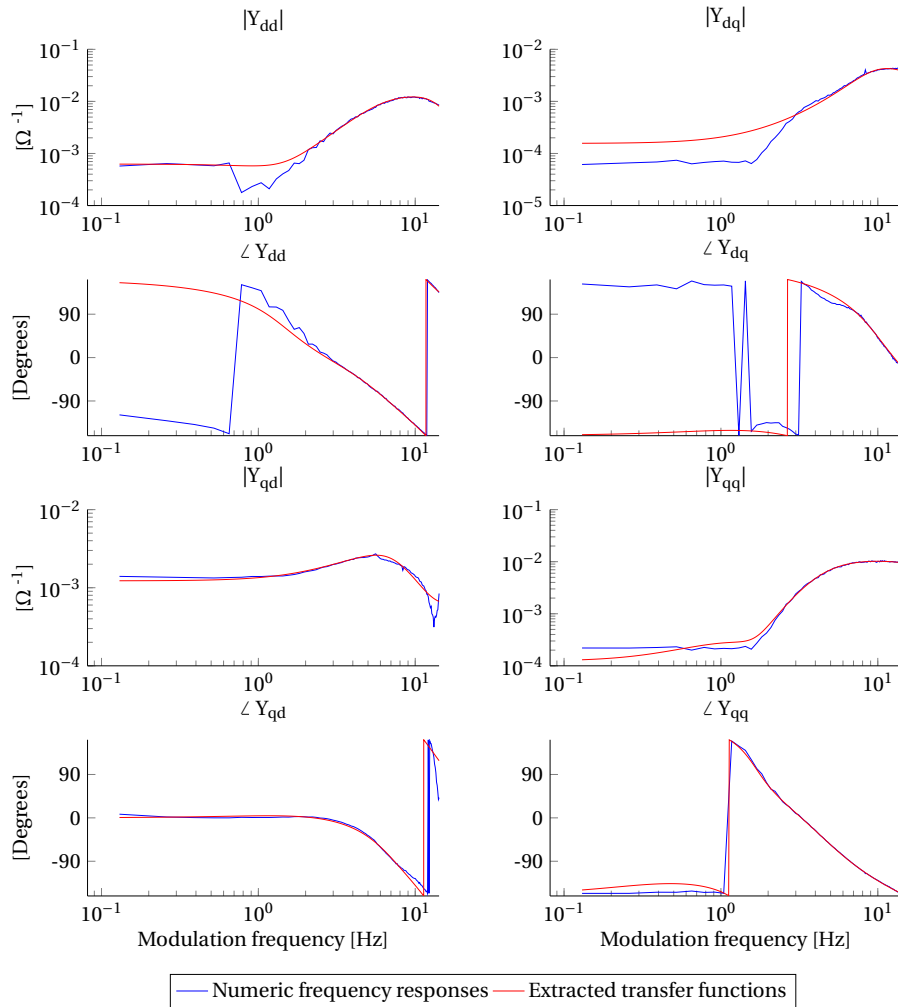 |Y_dd| |Y_dq|
10^-1 10^-2
10^-2 10^-3
10^-3 10^-4
10^-4 10^-5
[Ω^-1]
10^-1 10^0 10^1 10^-1 10^0 10^1
∠ Y_dd ∠ Y_dq
90 90
0 0
-90 -90
[Degrees]
10^-1 10^0 10^1 10^-1 10^0 10^1
|Y_qd| |Y_qq|
10^-2 10^-1
10^-2
10^-3 10^-3
10^-4 10^-4
[Ω^-1]
10^-1 10^0 10^1 10^-1 10^0 10^1
∠ Y_qd ∠ Y_qq
90 90
0 0
-90 -90
[Degrees]
10^-1 10^0 10^1 10^-1 10^0 10^1
Modulation frequency [Hz] Modulation frequency [Hz]
Numeric frequency responses Extracted transfer functions